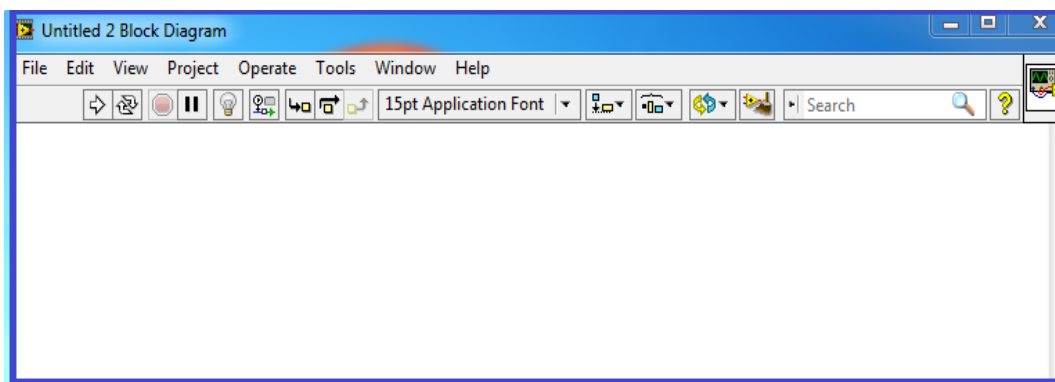 Untitled 2 Block Diagram
File Edit View Project Operate Tools Window Help
15pt Application Font Search